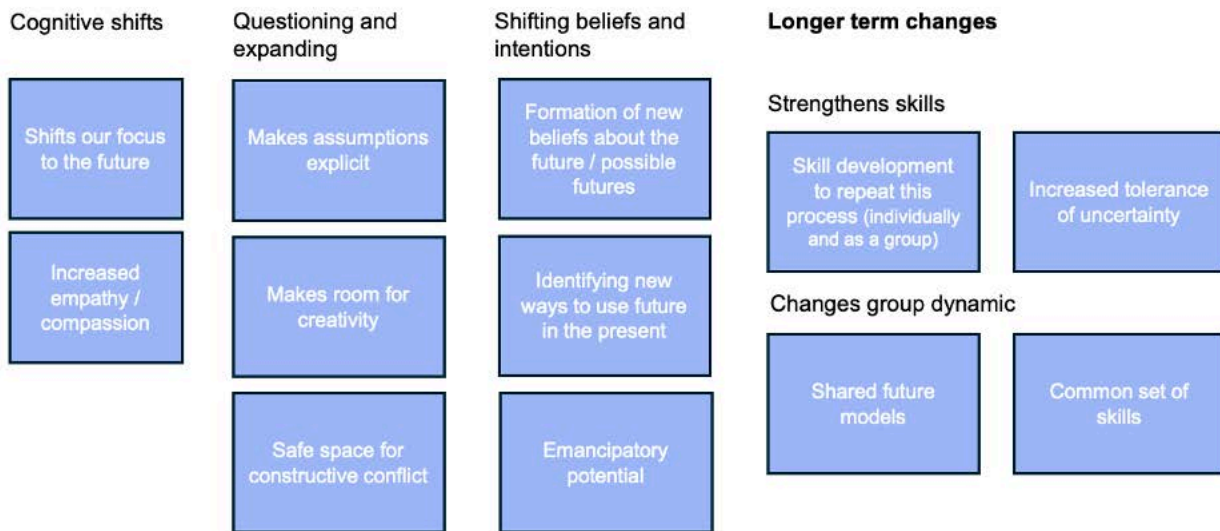 Cognitive shifts
Shifts our focus
to the future
Increased
empathy /
compassion
Questioning and
expanding
Makes assumptions
explicit
Makes room for
creativity
Safe space for
constructive conflict
Shifting beliefs and
intentions
Formation of new
beliefs about the
future / possible
futures
Identifying new
ways to use future
in the present
Emancipatory
potential
Longer term changes
Strengthens skills
Skill development
to repeat this
process (individually
and as a group)
Increased tolerance
of uncertainty
Changes group dynamic
Shared future
models
Common set of
skills